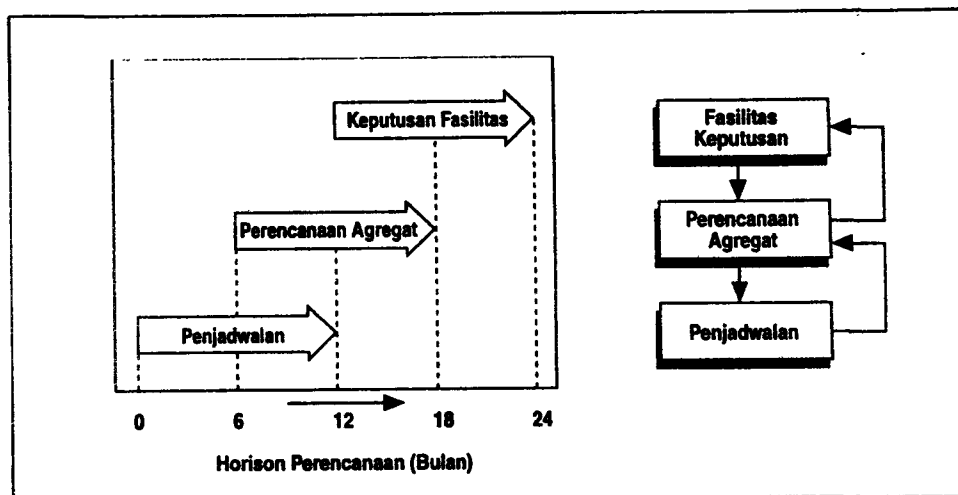 Keputusan Fasilitas
Perencanaan Agregat
Penjadwalan
0 6 12 18 24
Horison Perencanaan (Bulan)
Fasilitas
Keputusan
Perencanaan
Agregat
Penjadwalan